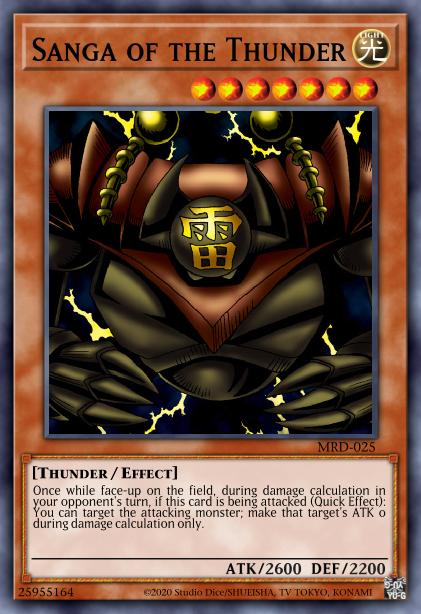 SANGA OF THE THUNDER
LIGHT
光
雷
MRD-025
[THUNDER / EFFECT]
Once while face-up on the field, during damage calculation in
your opponent's turn, if this card is being attacked (Quick Effect):
You can target the attacking monster; make that target's ATK 0
during damage calculation only.
ATK/2600 DEF/2200
25955164
©2020 Studio Dice/SHUEISHA, TV TOKYO, KONAMI